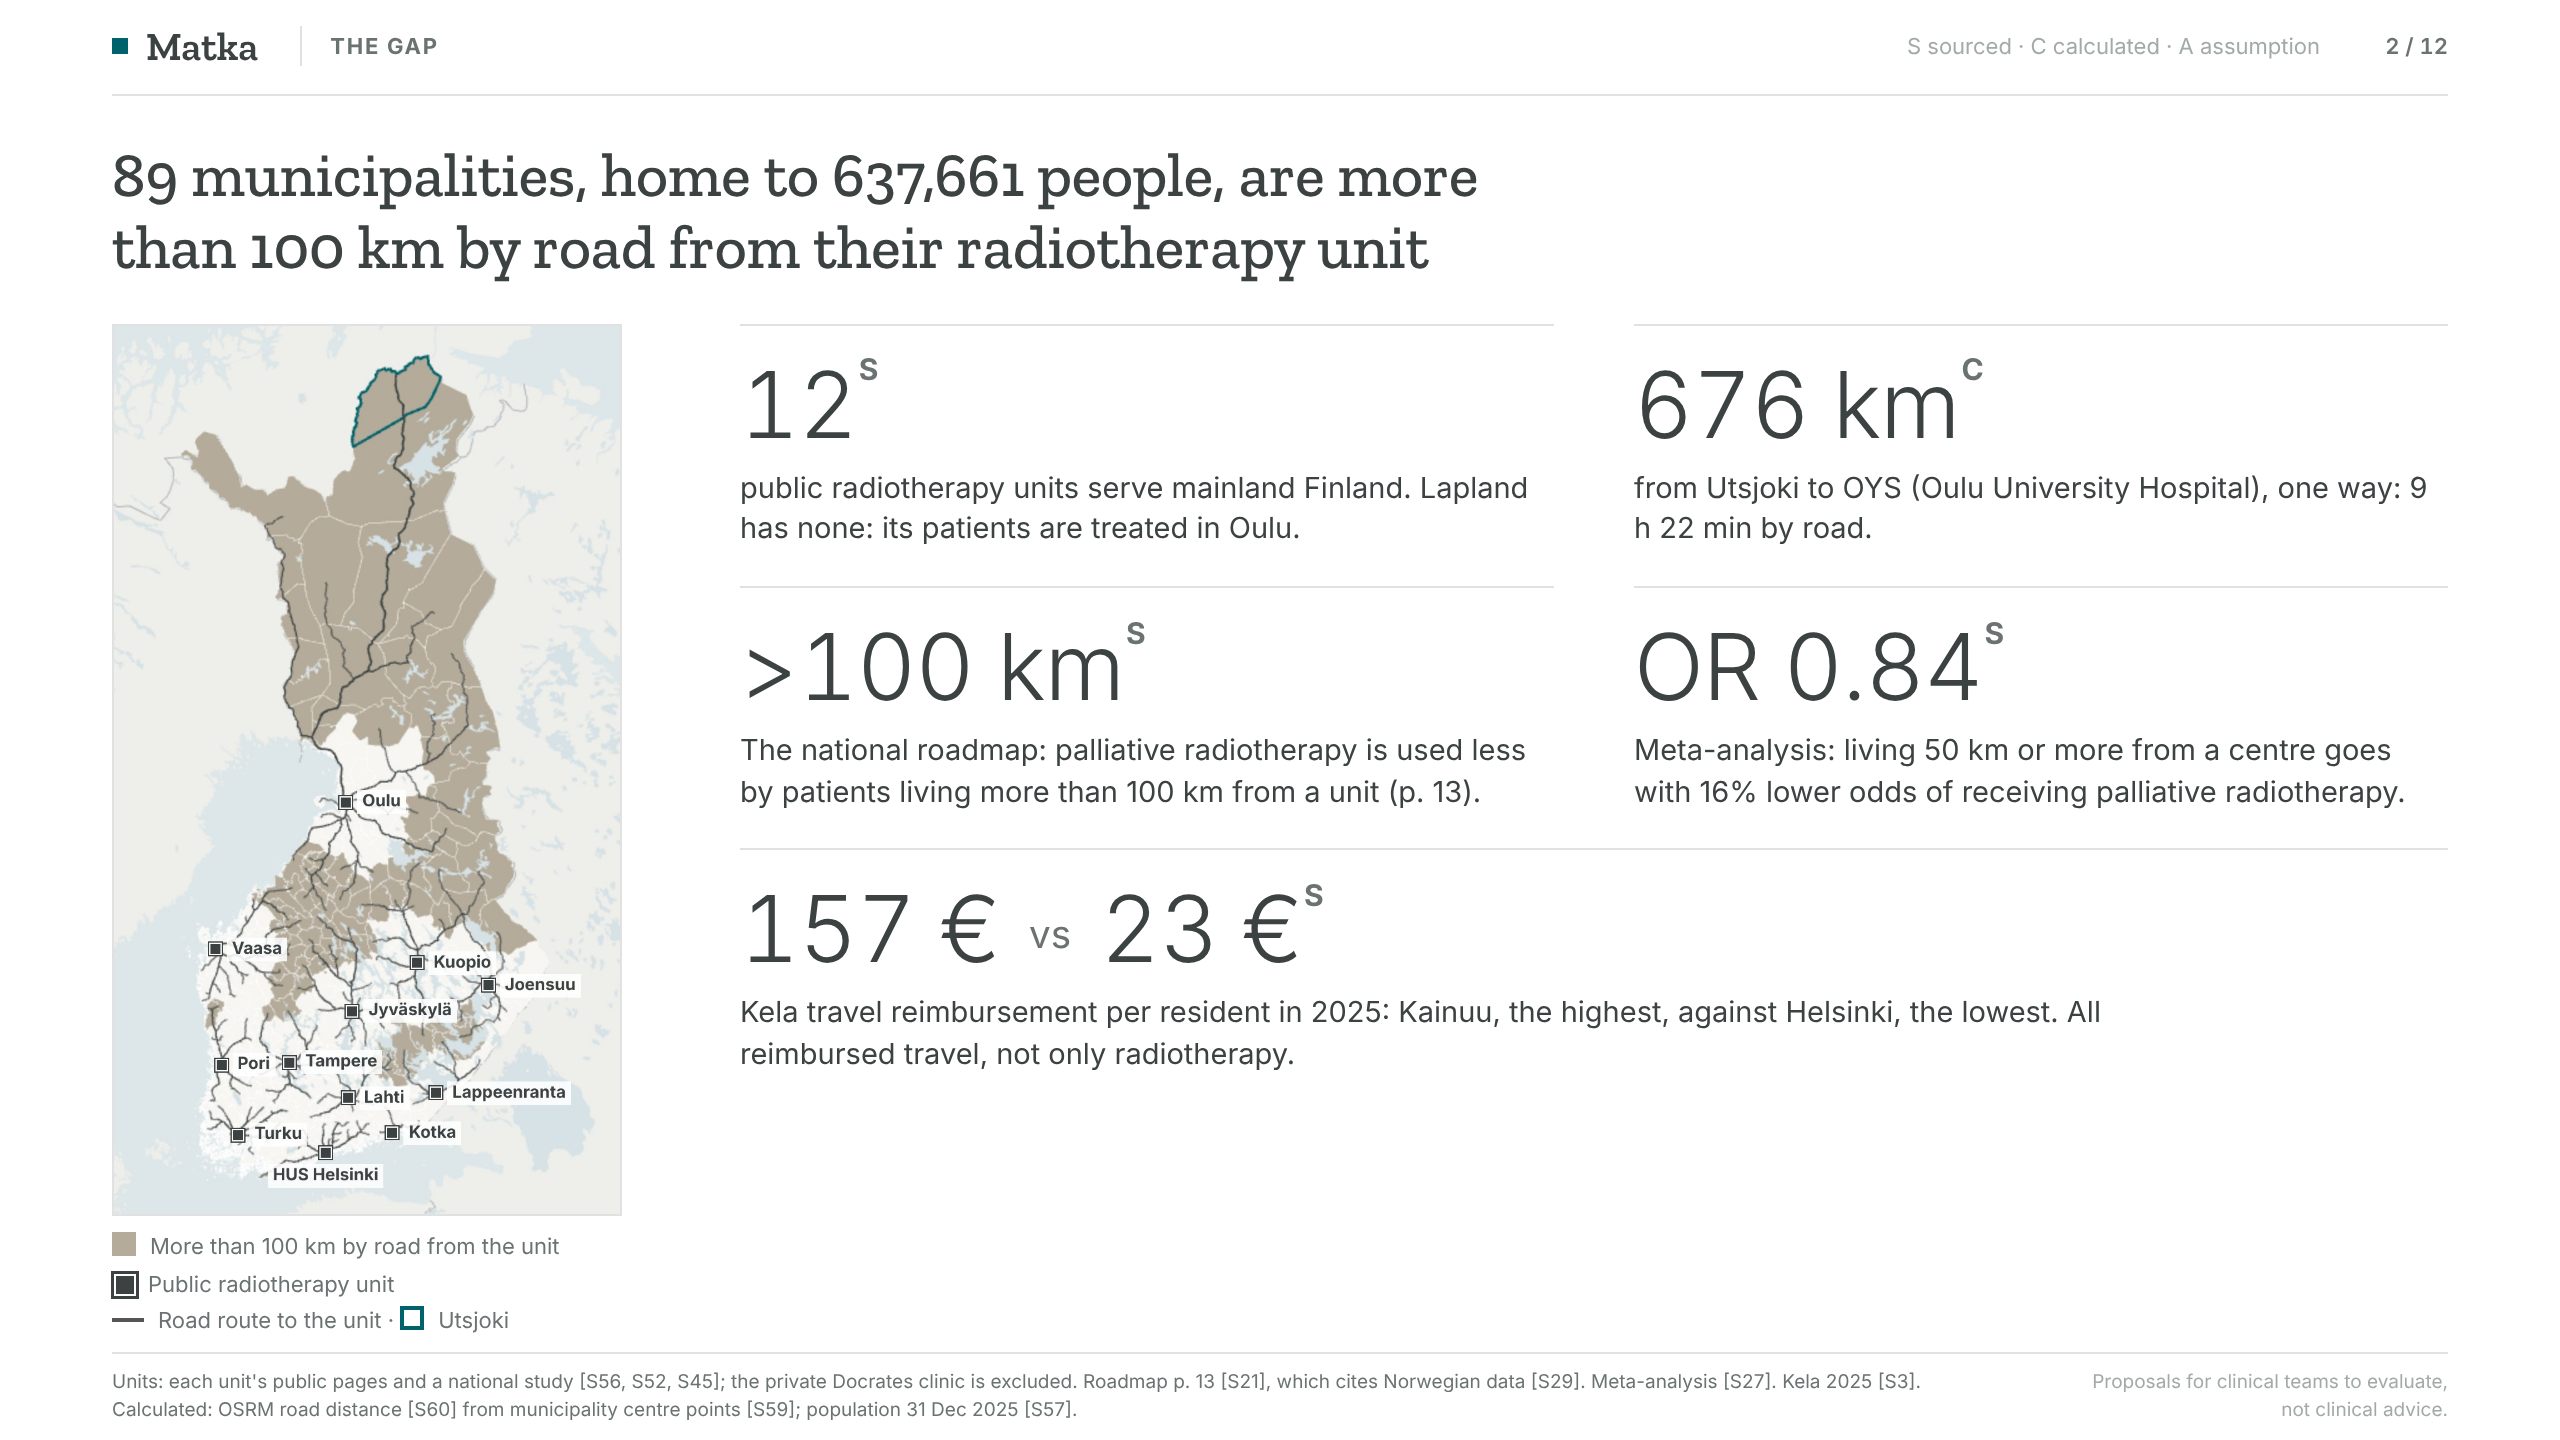 Matka
THE GAP
S sourced · C calculated · A assumption
2 / 12
89 municipalities, home to 637,661 people, are more
than 100 km by road from their radiotherapy unit
Oulu
Vaasa
Kuopio
Joensuu
Jyväskylä
Pori
Tampere
Lahti
Lappeenranta
Turku
Kotka
HUS Helsinki
More than 100 km by road from the unit
Public radiotherapy unit
Road route to the unit · Utsjoki
12 S
public radiotherapy units serve mainland Finland. Lapland
has none: its patients are treated in Oulu.
676 km C
from Utsjoki to OYS (Oulu University Hospital), one way: 9
h 22 min by road.
>100 km S
The national roadmap: palliative radiotherapy is used less
by patients living more than 100 km from a unit (p. 13).
OR 0.84 S
Meta-analysis: living 50 km or more from a centre goes
with 16% lower odds of receiving palliative radiotherapy.
157 € vs 23 € S
Kela travel reimbursement per resident in 2025: Kainuu, the highest, against Helsinki, the lowest. All
reimbursed travel, not only radiotherapy.
Units: each unit's public pages and a national study [S56, S52, S45]; the private Docrates clinic is excluded. Roadmap p. 13 [S21], which cites Norwegian data [S29]. Meta-analysis [S27]. Kela 2025 [S3].
Calculated: OSRM road distance [S60] from municipality centre points [S59]; population 31 Dec 2025 [S57].
Proposals for clinical teams to evaluate,
not clinical advice.